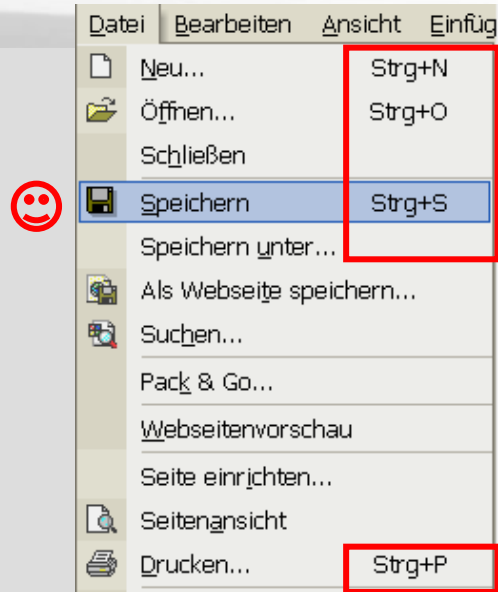 Datei Bearbeiten Ansicht Einfüg
Neu... Strg+N
Öffnen... Strg+O
Schließen
Speichern Strg+S
Speichern unter...
Als Webseite speichern...
Suchen...
Pack & Go...
Webseitenvorschau
Seite einrichten...
Seitenansicht
Drucken... Strg+P